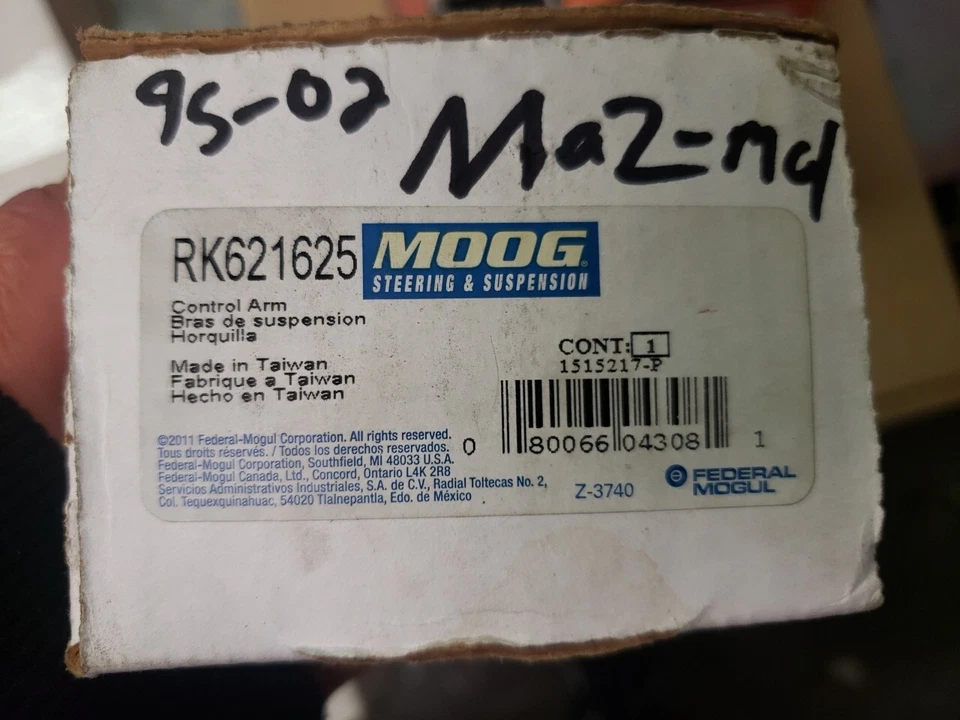 95-02 Maz-md
RK621625 MOOG®
STEERING & SUSPENSION
Control Arm
Bras de suspension
Horquilla
Made in Taiwan
Fabrique a Taiwan
Hecho en Taiwan
CONT: 1
1515217-P
0 80066 04308 1
©2011 Federal-Mogul Corporation. All rights reserved.
Tous droits réservés. / Todos los derechos reservados.
Federal-Mogul Corporation, Southfield, MI 48033 U.S.A.
Federal-Mogul Canada, Ltd., Concord, Ontario L4K 2R8
Servicios Administrativos Industriales, S.A. de C.V., Radial Toltecas No. 2,
Col. Tequexquinahuac, 54020 Tlalnepantla, Edo. de México
Z-3740
FEDERAL
MOGUL